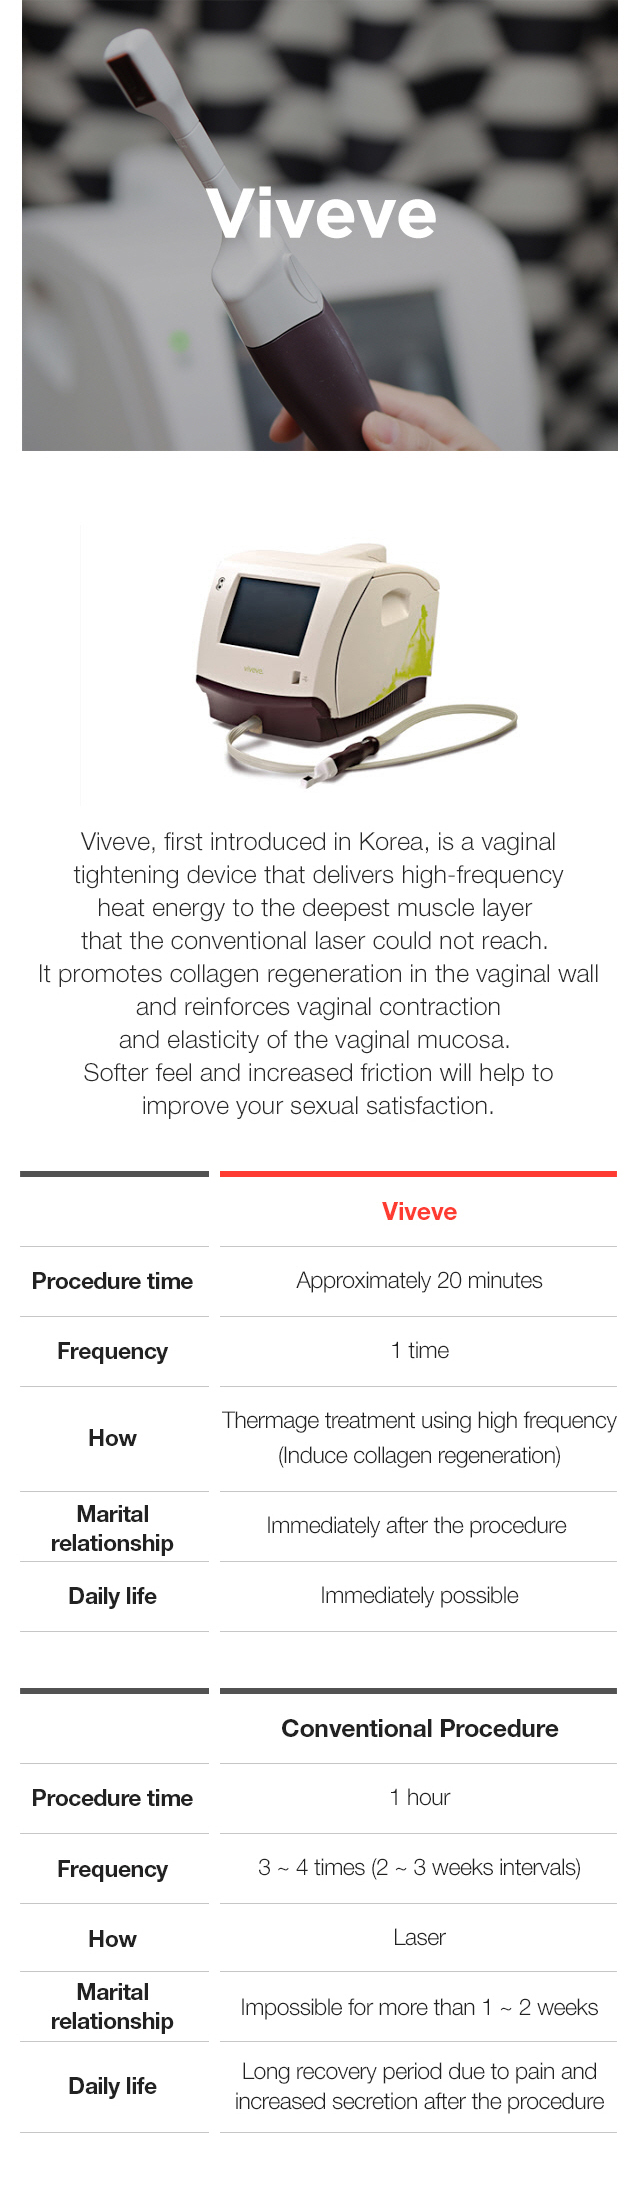 Viveve
viveve.
Viveve, first introduced in Korea, is a vaginal
tightening device that delivers high-frequency
heat energy to the deepest muscle layer
that the conventional laser could not reach.
It promotes collagen regeneration in the vaginal wall
and reinforces vaginal contraction
and elasticity of the vaginal mucosa.
Softer feel and increased friction will help to
improve your sexual satisfaction.
Viveve
Procedure time
Approximately 20 minutes
Frequency
1 time
How
Thermage treatment using high frequency
(Induce collagen regeneration)
Marital
relationship
Immediately after the procedure
Daily life
Immediately possible
Conventional Procedure
Procedure time
1 hour
Frequency
3 ~ 4 times (2 ~ 3 weeks intervals)
How
Laser
Marital
relationship
Impossible for more than 1 ~ 2 weeks
Daily life
Long recovery period due to pain and
increased secretion after the procedure